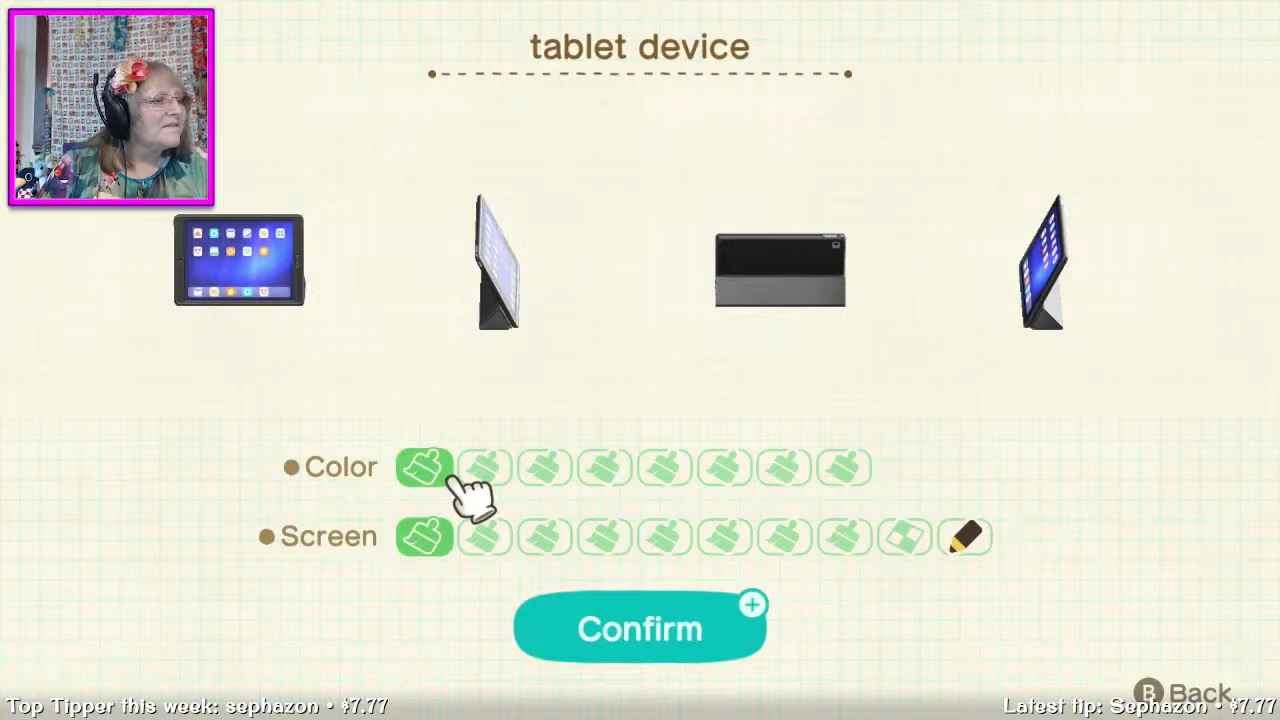 tablet device
Color
Screen
Confirm
B Back
Top Tipper this week: sephazon • $7.77
Latest tip: Sephazon • $7.77